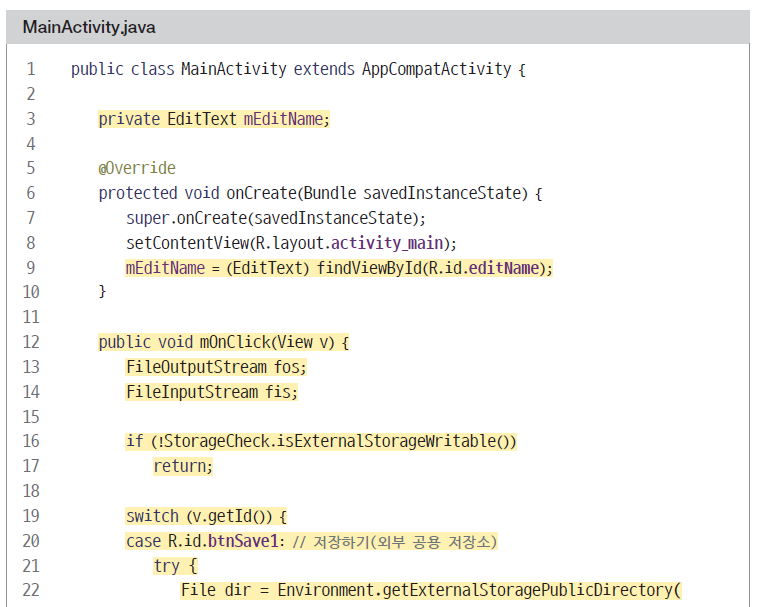 MainActivity.java
1 public class MainActivity extends AppCompatActivity {
2
3 private EditText mEditName;
4
5 @Override
6 protected void onCreate(Bundle savedInstanceState) {
7 super.onCreate(savedInstanceState);
8 setContentView(R.layout.activity_main);
9 mEditName = (EditText) findViewById(R.id.editName);
10 }
11
12 public void mOnClick(View v) {
13 FileOutputStream fos;
14 FileInputStream fis;
15
16 if (!StorageCheck.isExternalStorageWritable())
17 return;
18
19 switch (v.getId()) {
20 case R.id.btnSave1: // 저장하기(외부 공용 저장소)
21 try {
22 File dir = Environment.getExternalStoragePublicDirectory(